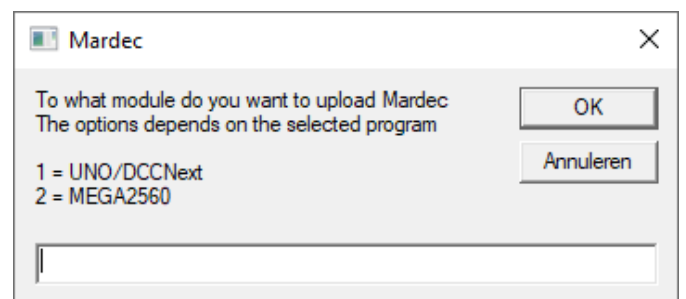 Mardec
To what module do you want to upload Mardec
The options depends on the selected program
1 = UNO/DCCNext
2 = MEGA2560
OK
Annuleren